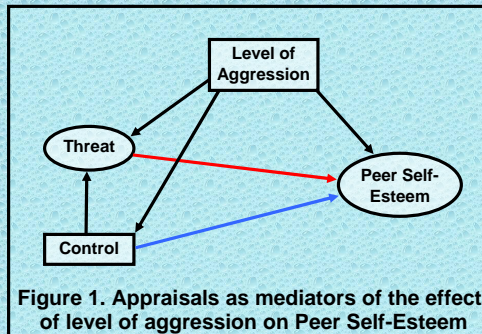 Level of
Aggression
Threat
Peer Self-
Esteem
Control
Figure 1. Appraisals as mediators of the effect
of level of aggression on Peer Self-Esteem